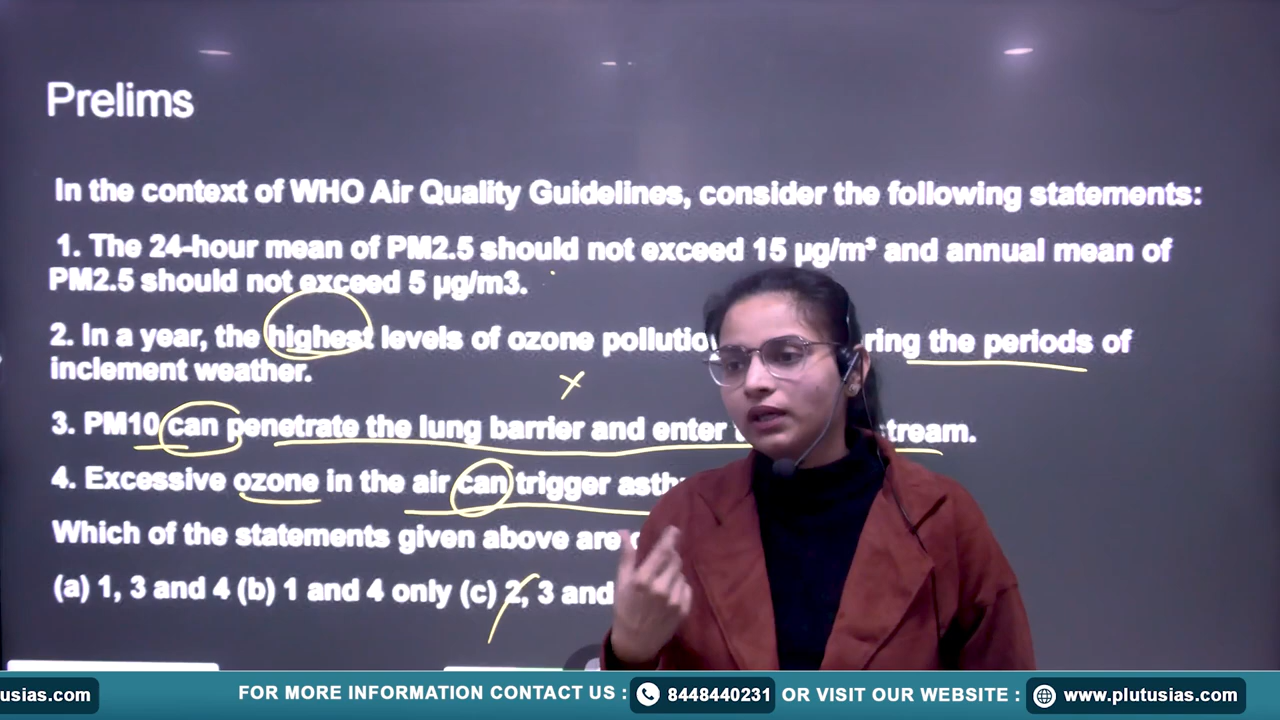 Prelims
In the context of WHO Air Quality Guidelines, consider the following statements:
1. The 24-hour mean of PM2.5 should not exceed 15 µg/m³ and annual mean of
PM2.5 should not exceed 5 µg/m3.
2. In a year, the highest levels of ozone the periods of
inclement weather.
3. PM10 can penetrate the lung barrier and enter
4. Excessive ozone in the air can trigger
Which of the statements given above are
(a) 1, 3 and 4 (b) 1 and 4 only (c) 2, 3 and
usias.com
FOR MORE INFORMATION CONTACT US : 8448440231 OR VISIT OUR WEBSITE : www.plutusias.com